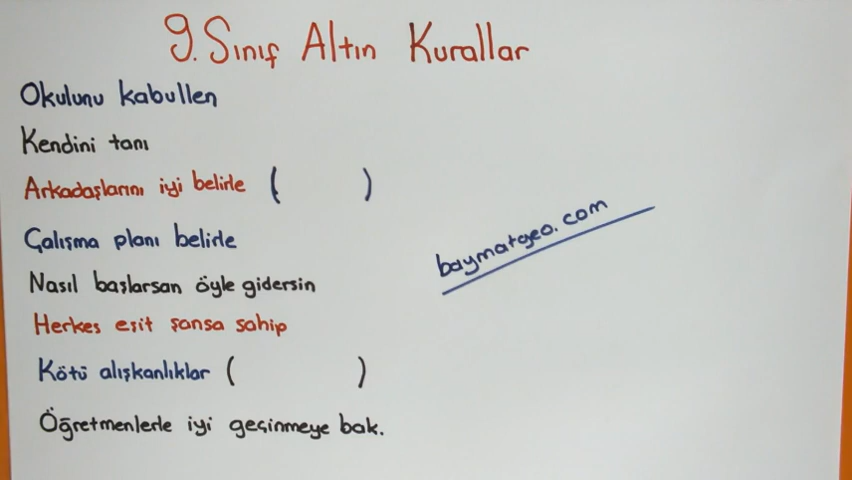 9. Sınıf Altın Kurallar
Okulunu kabullen
Kendini tanı
Arkadaşlarını iyi belirle (          )
Çalışma planı belirle
Nasıl başlarsan öyle gidersin
Herkes eşit şansa sahip
Kötü alışkanlıklar (          )
Öğretmenlerle iyi geçinmeye bak.
baymatgeo.com